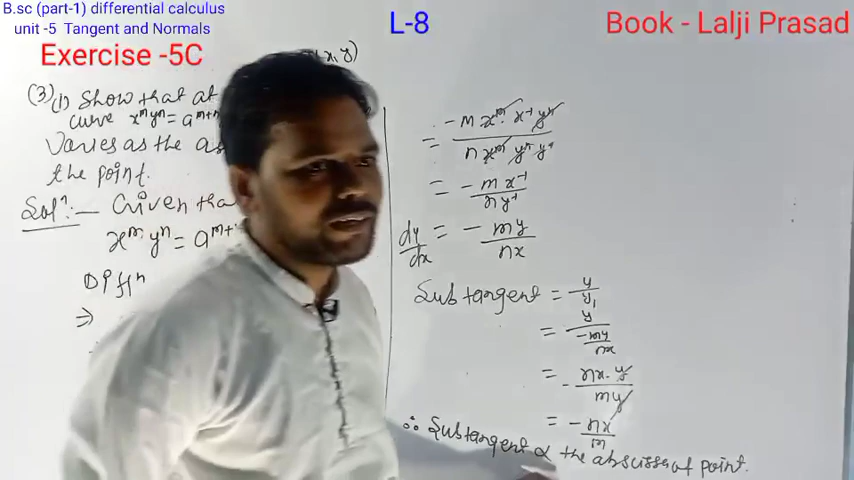 B.sc (part-1) differential calculus
unit -5 Tangent and Normals
Exercise -5C
L-8
Book - Lalji Prasad
x, y)
(3) (1) Show that at
curve x^m y^n = a^m+n
Varies as the
the point.
Sol^n:— Given tha
x^m y^n = a^m+
Diff^n
⇒
= -m x^m · x^-1 y^n / n x^m y^n y^-1
= -m x^-1 / n y^-1
dy/dx = - my/nx
Subtangent = y/y1
= y / -my/nx
= - nx·y / my
= - nx/m
∴ Subtangent ∝ the abscissa of point.